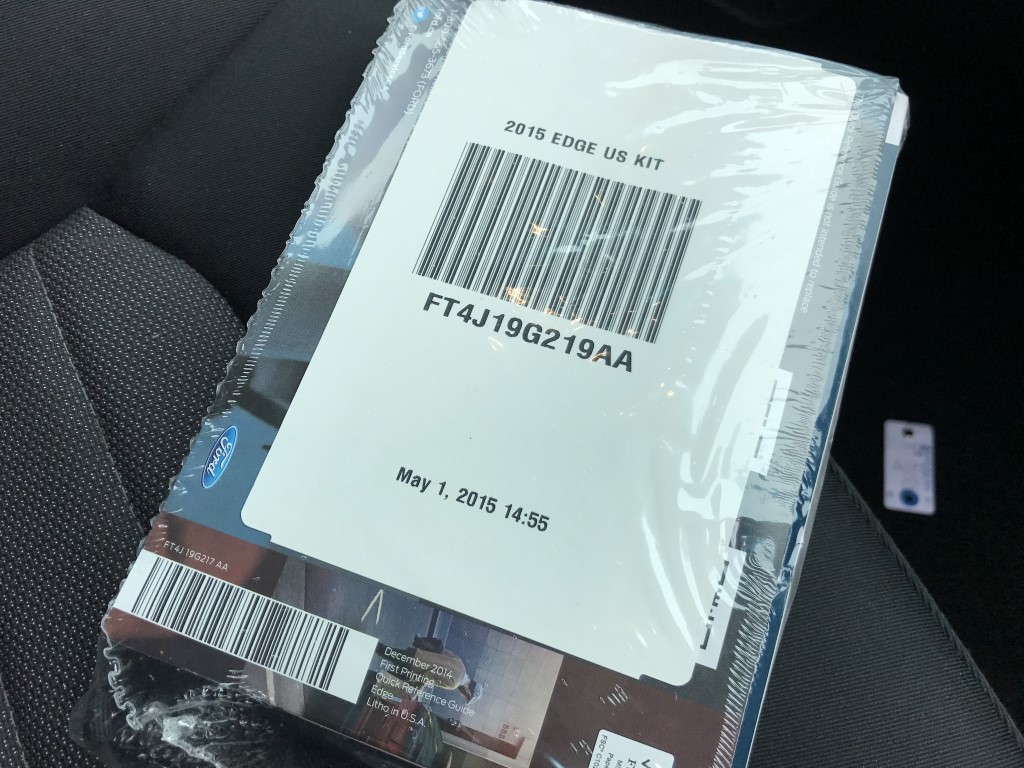 2015 EDGE US KIT
FT4J19G219AA
May 1, 2015 14:55
Ford
FT4J 19G217 AA
December 2014
First Printing
Quick Reference Guide
Edge
Litho in U.S.A.